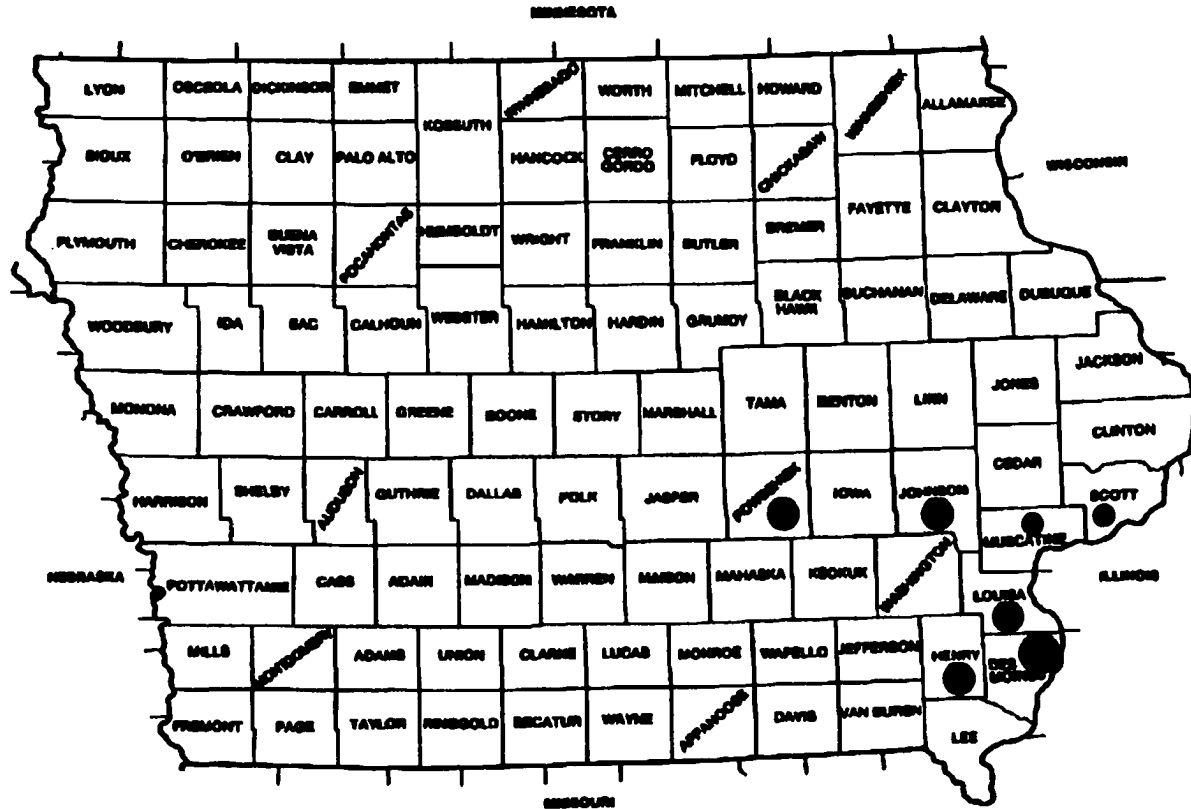 MINNESOTA
LYON OSCEOLA DICKINSON EMMET KOSSUTH WINNEBAGO WORTH MITCHELL HOWARD WINNESHIEK ALLAMAKEE
SIOUX O'BRIEN CLAY PALO ALTO HANCOCK CERRO GORDO FLOYD CHICKASAW WISCONSIN
PLYMOUTH CHEROKEE BUENA VISTA POCAHONTAS HUMBOLDT WRIGHT FRANKLIN BUTLER BREMER FAYETTE CLAYTON
WOODBURY IDA SAC CALHOUN WEBSTER HAMILTON HARDIN GRUNDY BLACK HAWK BUCHANAN DELAWARE DUBUQUE
MONONA CRAWFORD CARROLL GREENE BOONE STORY MARSHALL TAMA BENTON LINN JONES JACKSON
CLINTON
HARRISON SHELBY AUDUBON GUTHRIE DALLAS POLK JASPER POWESHIEK IOWA JOHNSON CEDAR SCOTT
MUSCATINE
NEBRASKA POTTAWATTAMIE CASS ADAIR MADISON WARREN MARION MAHASKA KEOKUK WASHINGTON LOUISA ILLINOIS
MILLS MONTGOMERY ADAMS UNION CLARKE LUCAS MONROE WAPELLO JEFFERSON HENRY DES MOINES
FREMONT PAGE TAYLOR RINGGOLD DECATUR WAYNE APPANOOSE DAVIS VAN BUREN LEE
MISSOURI